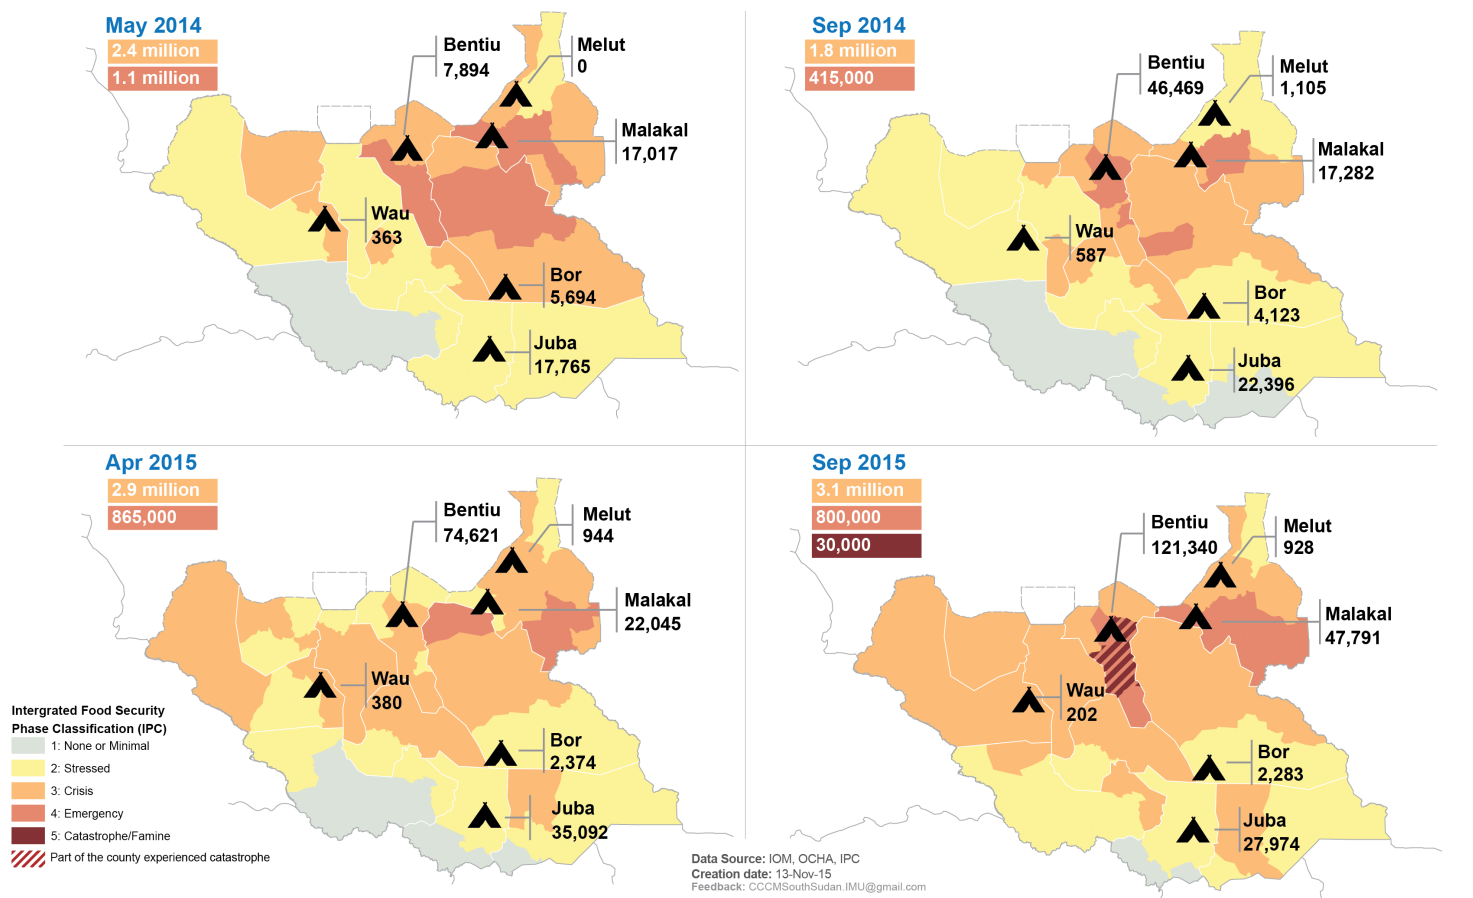 May 2014
2.4 million
1.1 million
Bentiu
7,894
Melut
0
Malakal
17,017
Wau
363
Bor
5,694
Juba
17,765
Sep 2014
1.8 million
415,000
Bentiu
46,469
Melut
1,105
Malakal
17,282
Wau
587
Bor
4,123
Juba
22,396
Apr 2015
2.9 million
865,000
Bentiu
74,621
Melut
944
Malakal
22,045
Wau
380
Bor
2,374
Juba
35,092
Sep 2015
3.1 million
800,000
30,000
Bentiu
121,340
Melut
928
Malakal
47,791
Wau
202
Bor
2,283
Juba
27,974
Intergrated Food Security
Phase Classification (IPC)
1: None or Minimal
2: Stressed
3: Crisis
4: Emergency
5: Catastrophe/Famine
Part of the county experienced catastrophe
Data Source: IOM, OCHA, IPC
Creation date: 13-Nov-15
Feedback: CCCMSouthSudan.IMU@gmail.com